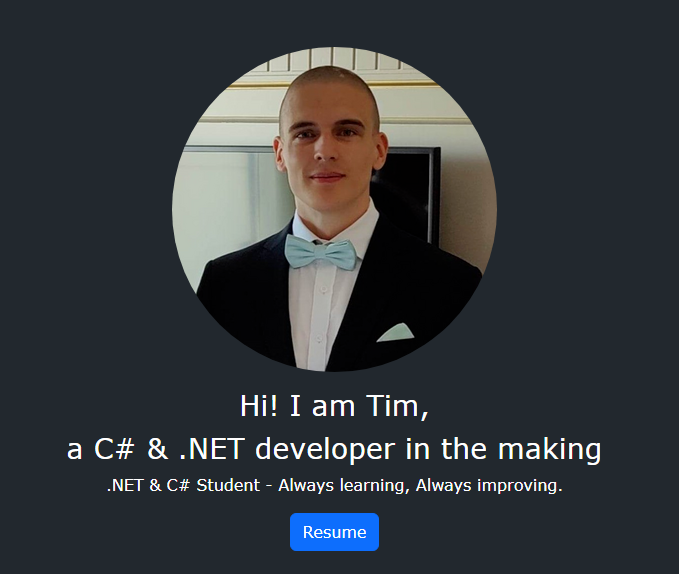 Hi! I am Tim,
a C# & .NET developer in the making
.NET & C# Student - Always learning, Always improving.
Resume